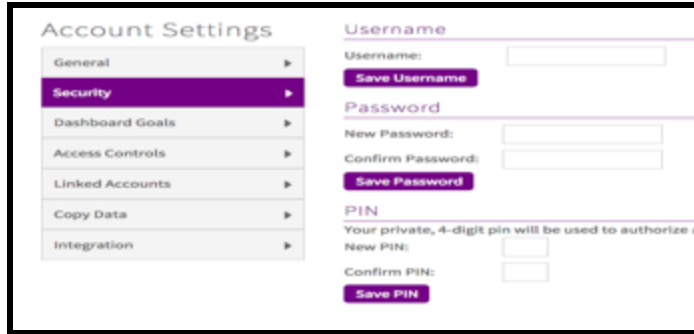 Account Settings
General
Security
Dashboard Goals
Access Controls
Linked Accounts
Copy Data
Integration
Username
Username:
Save Username
Password
New Password:
Confirm Password:
Save Password
PIN
Your private, 4-digit pin will be used to authorize
New PIN:
Confirm PIN:
Save PIN